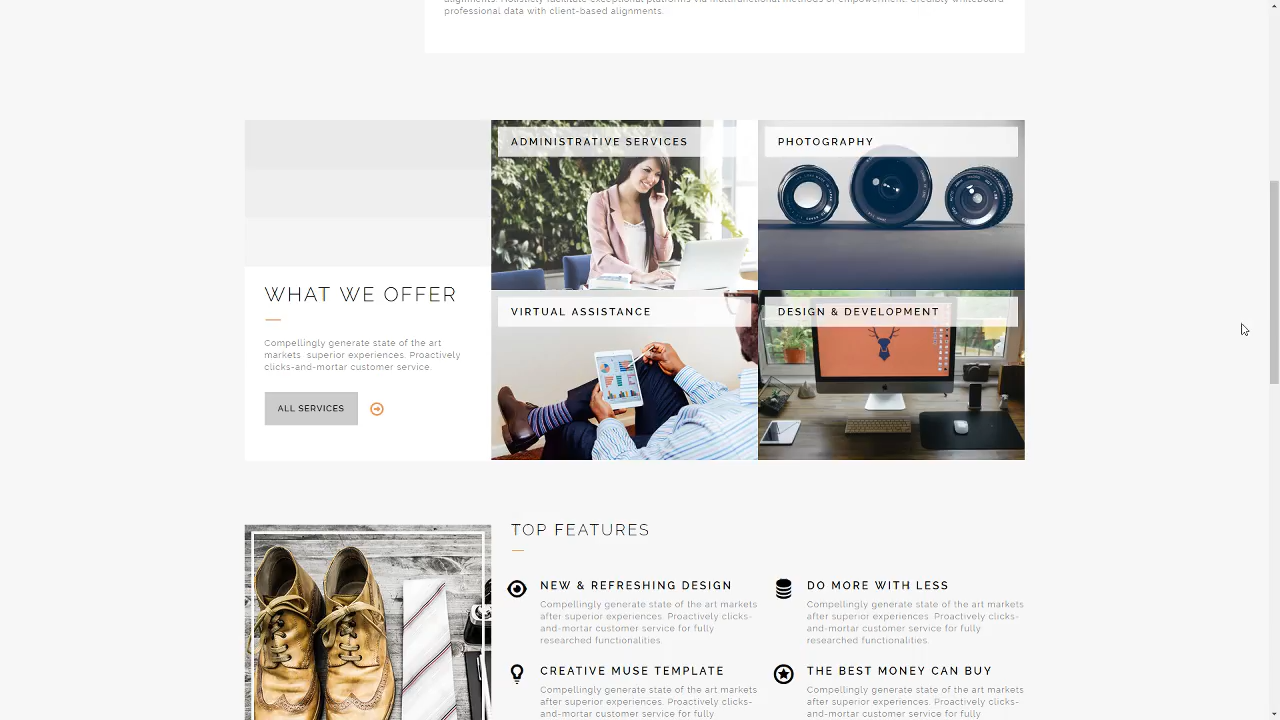 professional data with client-based alignments.
ADMINISTRATIVE SERVICES
PHOTOGRAPHY
WHAT WE OFFER
Compellingly generate state of the art
markets superior experiences. Proactively
clicks-and-mortar customer service.
ALL SERVICES
VIRTUAL ASSISTANCE
DESIGN & DEVELOPMENT
TOP FEATURES
NEW & REFRESHING DESIGN
Compellingly generate state of the art markets
after superior experiences. Proactively clicks-
and-mortar customer service for fully
researched functionalities.
DO MORE WITH LESS
Compellingly generate state of the art markets
after superior experiences. Proactively clicks-
and-mortar customer service for fully
researched functionalities.
CREATIVE MUSE TEMPLATE
Compellingly generate state of the art markets
after superior experiences. Proactively clicks-
and-mortar customer service for fully
THE BEST MONEY CAN BUY
Compellingly generate state of the art markets
after superior experiences. Proactively clicks-
and-mortar customer service for fully